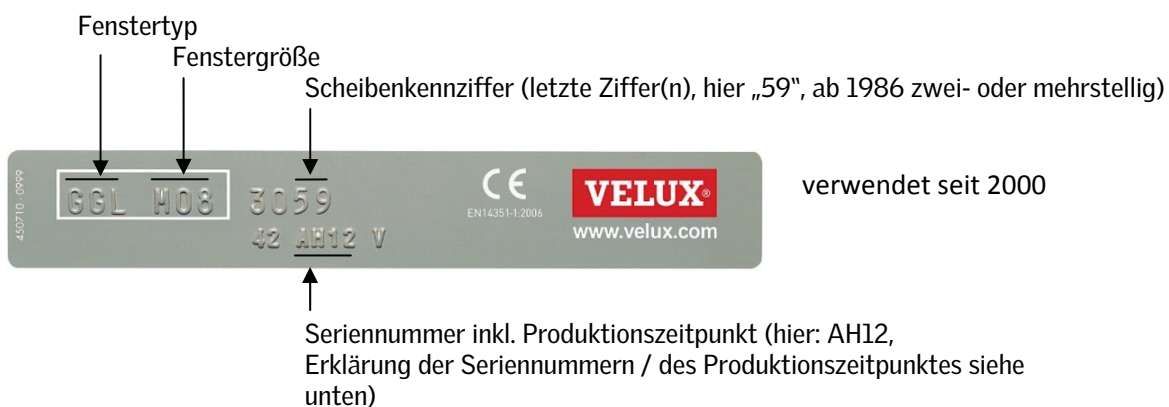 Fenstertyp
Fenstergröße
Scheibenkennziffer (letzte Ziffer(n), hier „59“, ab 1986 zwei- oder mehrstellig)
450710 - 0999
GGL M08 3059
42 AH12 V
CE
EN14351-1:2006
VELUX®
www.velux.com
verwendet seit 2000
Seriennummer inkl. Produktionszeitpunkt (hier: AH12,
Erklärung der Seriennummern / des Produktionszeitpunktes siehe
unten)